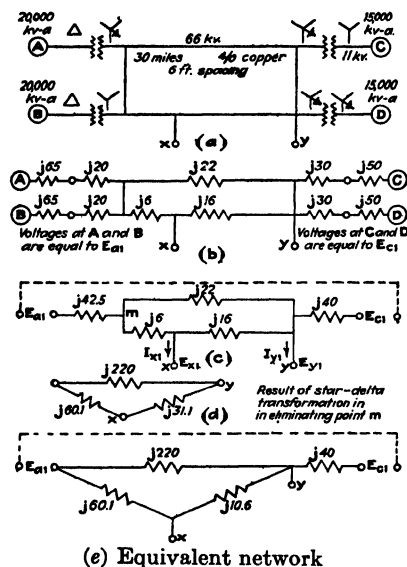 20,000 kv-a
15,000 kv-a
A
Δ
66 kv.
11 kv.
C
30 miles 4/0 copper
6 ft. spacing
20,000 kv-a
15,000 kv-a
B
Δ
D
x
y
(a)
A
j65
j20
j22
j30
j50
C
B
j65
j20
j6
j16
j30
j50
D
Voltages at A and B
are equal to Ea1
x
(b)
y
Voltages at C and D
are equal to Ec1
Ea1
j42.5
m
j22
j6
j16
j40
Ec1
Ix1
x
Ex1
(c)
Iy1
y
Ey1
j220
y
j60.1
x
j31.1
(d)
Result of star-delta
transformation in
in eliminating point m
Ea1
j220
j40
Ec1
y
j60.1
j10.6
x
(e) Equivalent network